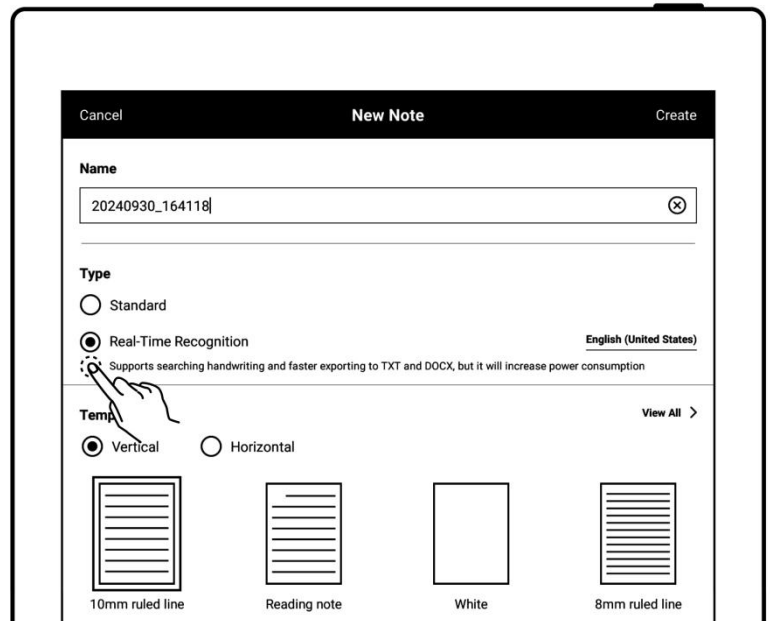 Cancel New Note Create
Name
20240930_164118
Type
Standard
Real-Time Recognition English (United States)
Supports searching handwriting and faster exporting to TXT and DOCX, but it will increase power consumption
Temp View All
Vertical Horizontal
10mm ruled line Reading note White 8mm ruled line